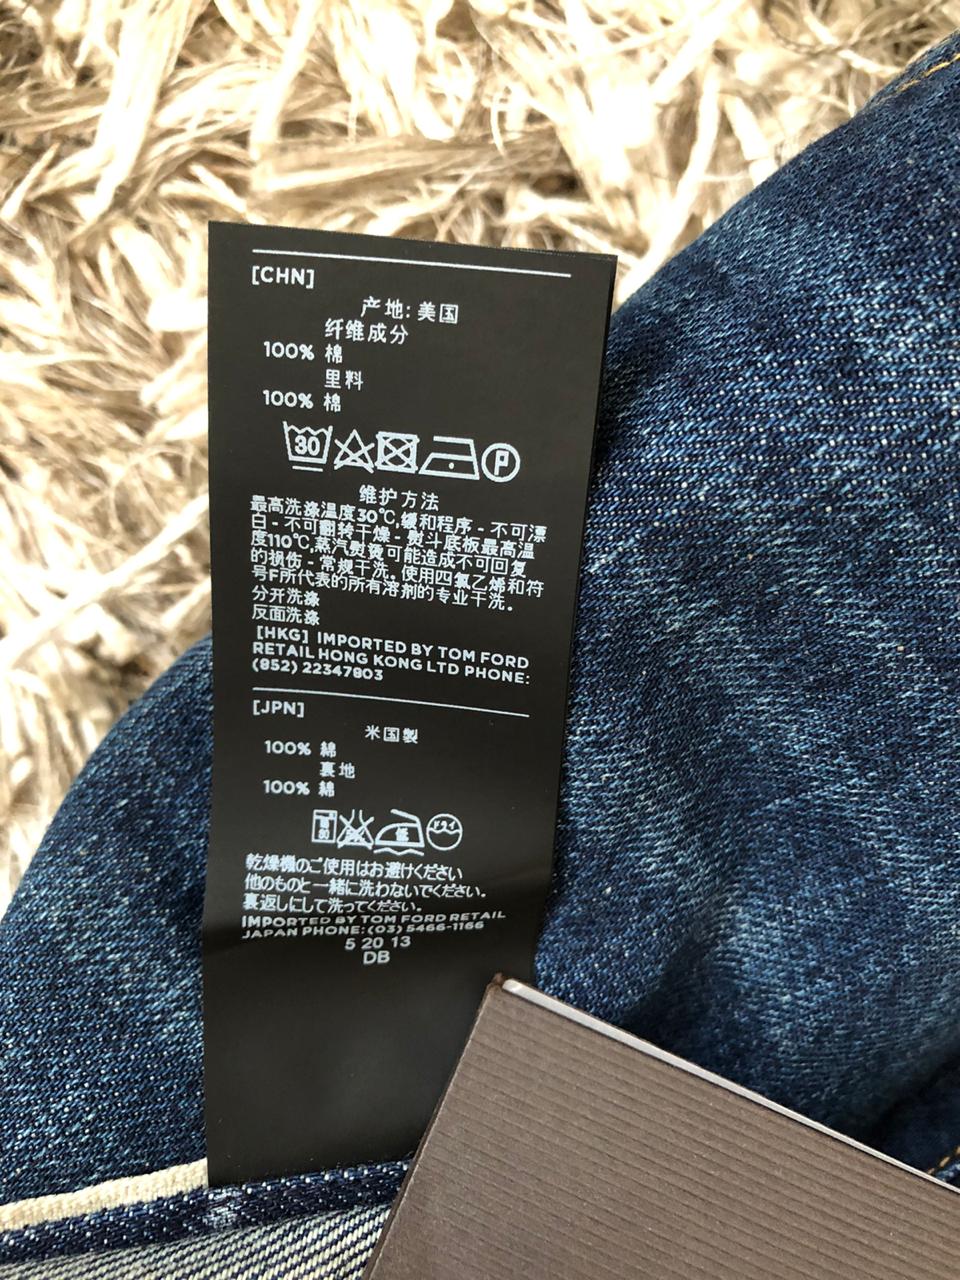 [CHN]
产地: 美国
纤维成分
100% 棉
里料
100% 棉
30
P
维护方法
最高洗涤温度30℃,缓和程序 - 不可漂
白 - 不可翻转干燥 - 熨斗底板最高温
度110℃,蒸汽熨烫可能造成不可回复
的损伤 - 常规干洗。使用四氯乙烯和符
号F所代表的所有溶剂的专业干洗。
分开洗涤
反面洗涤
[HKG] IMPORTED BY TOM FORD
RETAIL HONG KONG LTD PHONE:
(852) 22347803
[JPN]
米国製
100% 綿
裏地
100% 綿
低 ドライ
乾燥機のご使用はお避けください
他のものと一緒に洗わないでください。
裏返しにして洗ってください。
IMPORTED BY TOM FORD RETAIL
JAPAN PHONE: (03) 5466-1166
5 20 13
DB